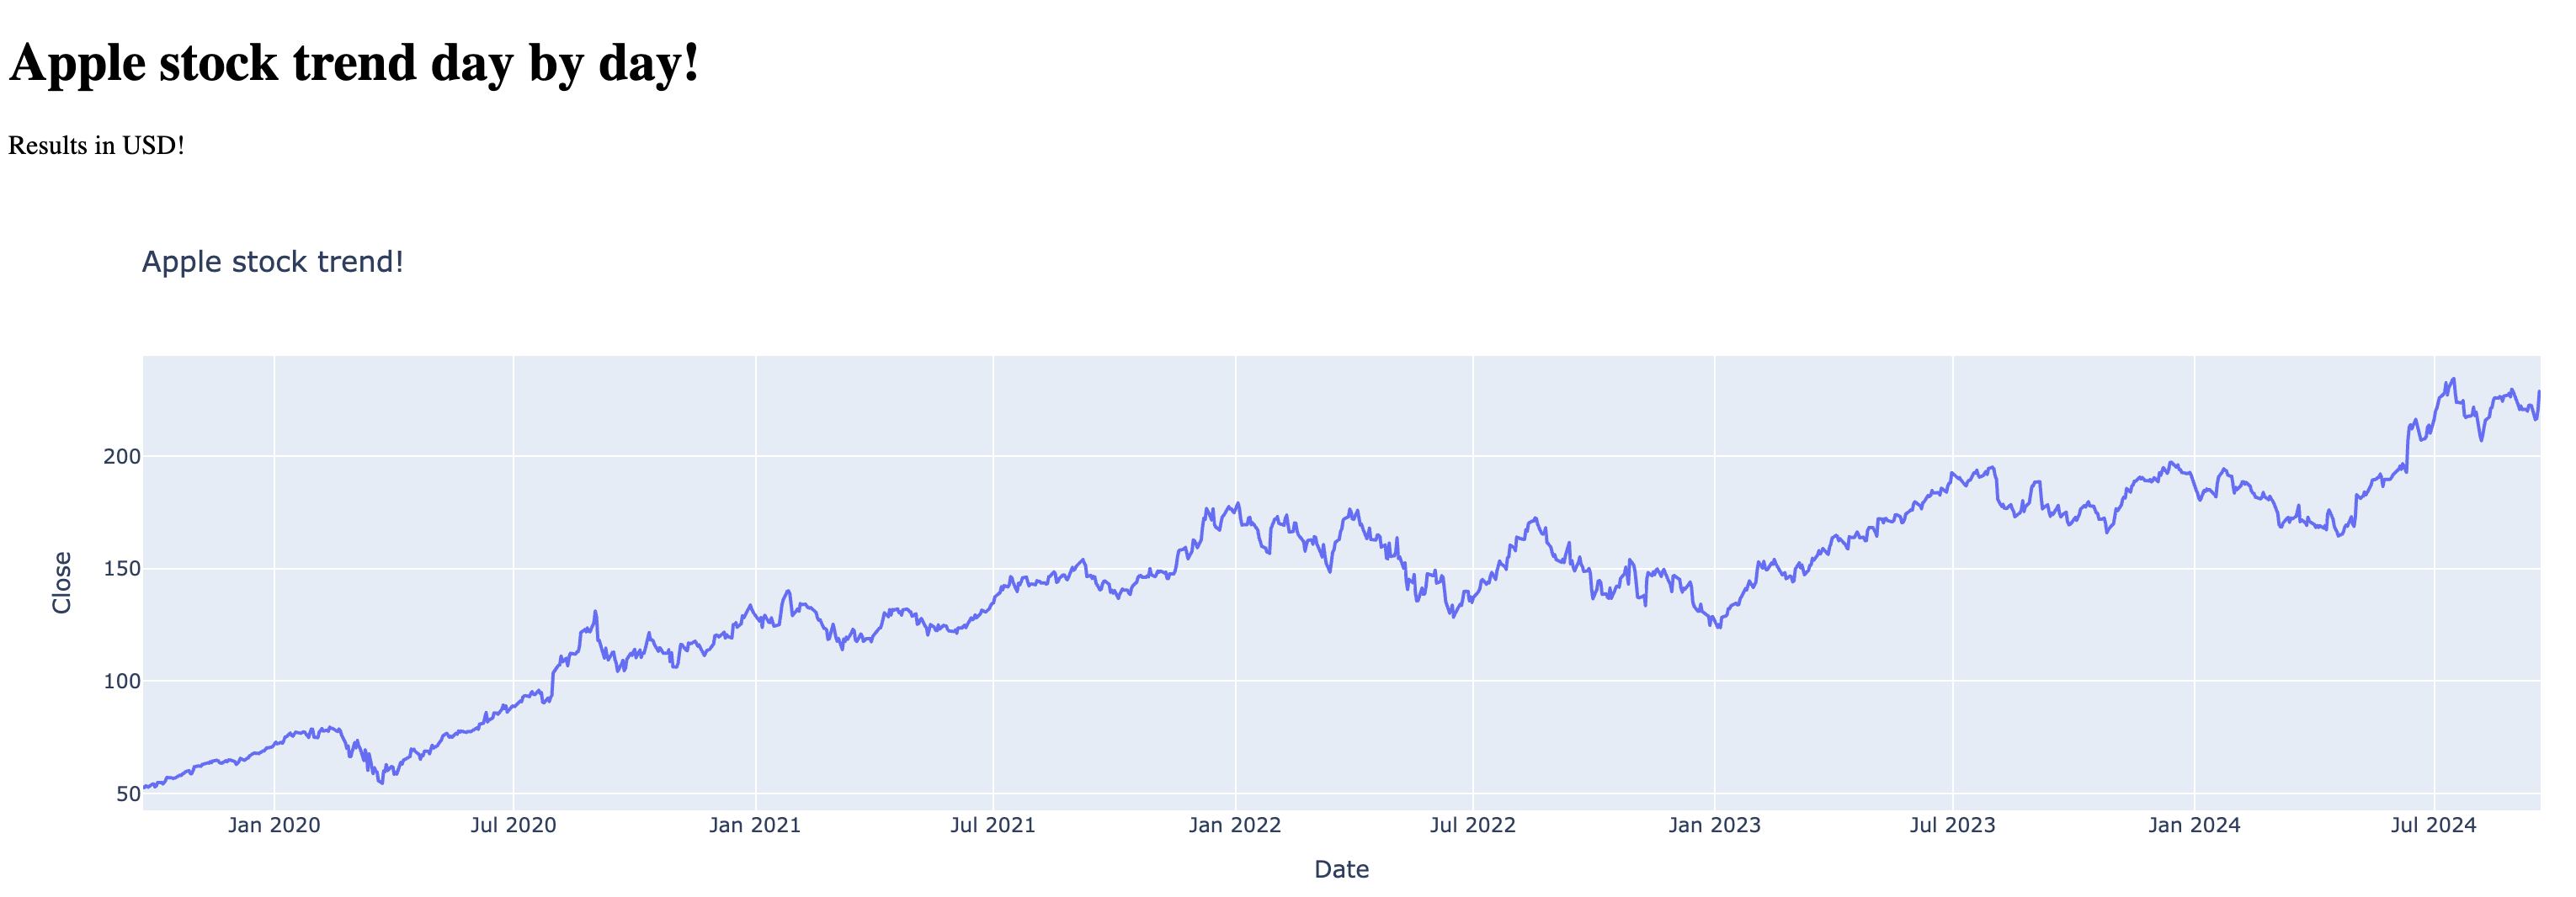 Apple stock trend day by day!
Results in USD!
Apple stock trend!
200
150
100
50
Close
Jan 2020 Jul 2020 Jan 2021 Jul 2021 Jan 2022 Jul 2022 Jan 2023 Jul 2023 Jan 2024 Jul 2024
Date